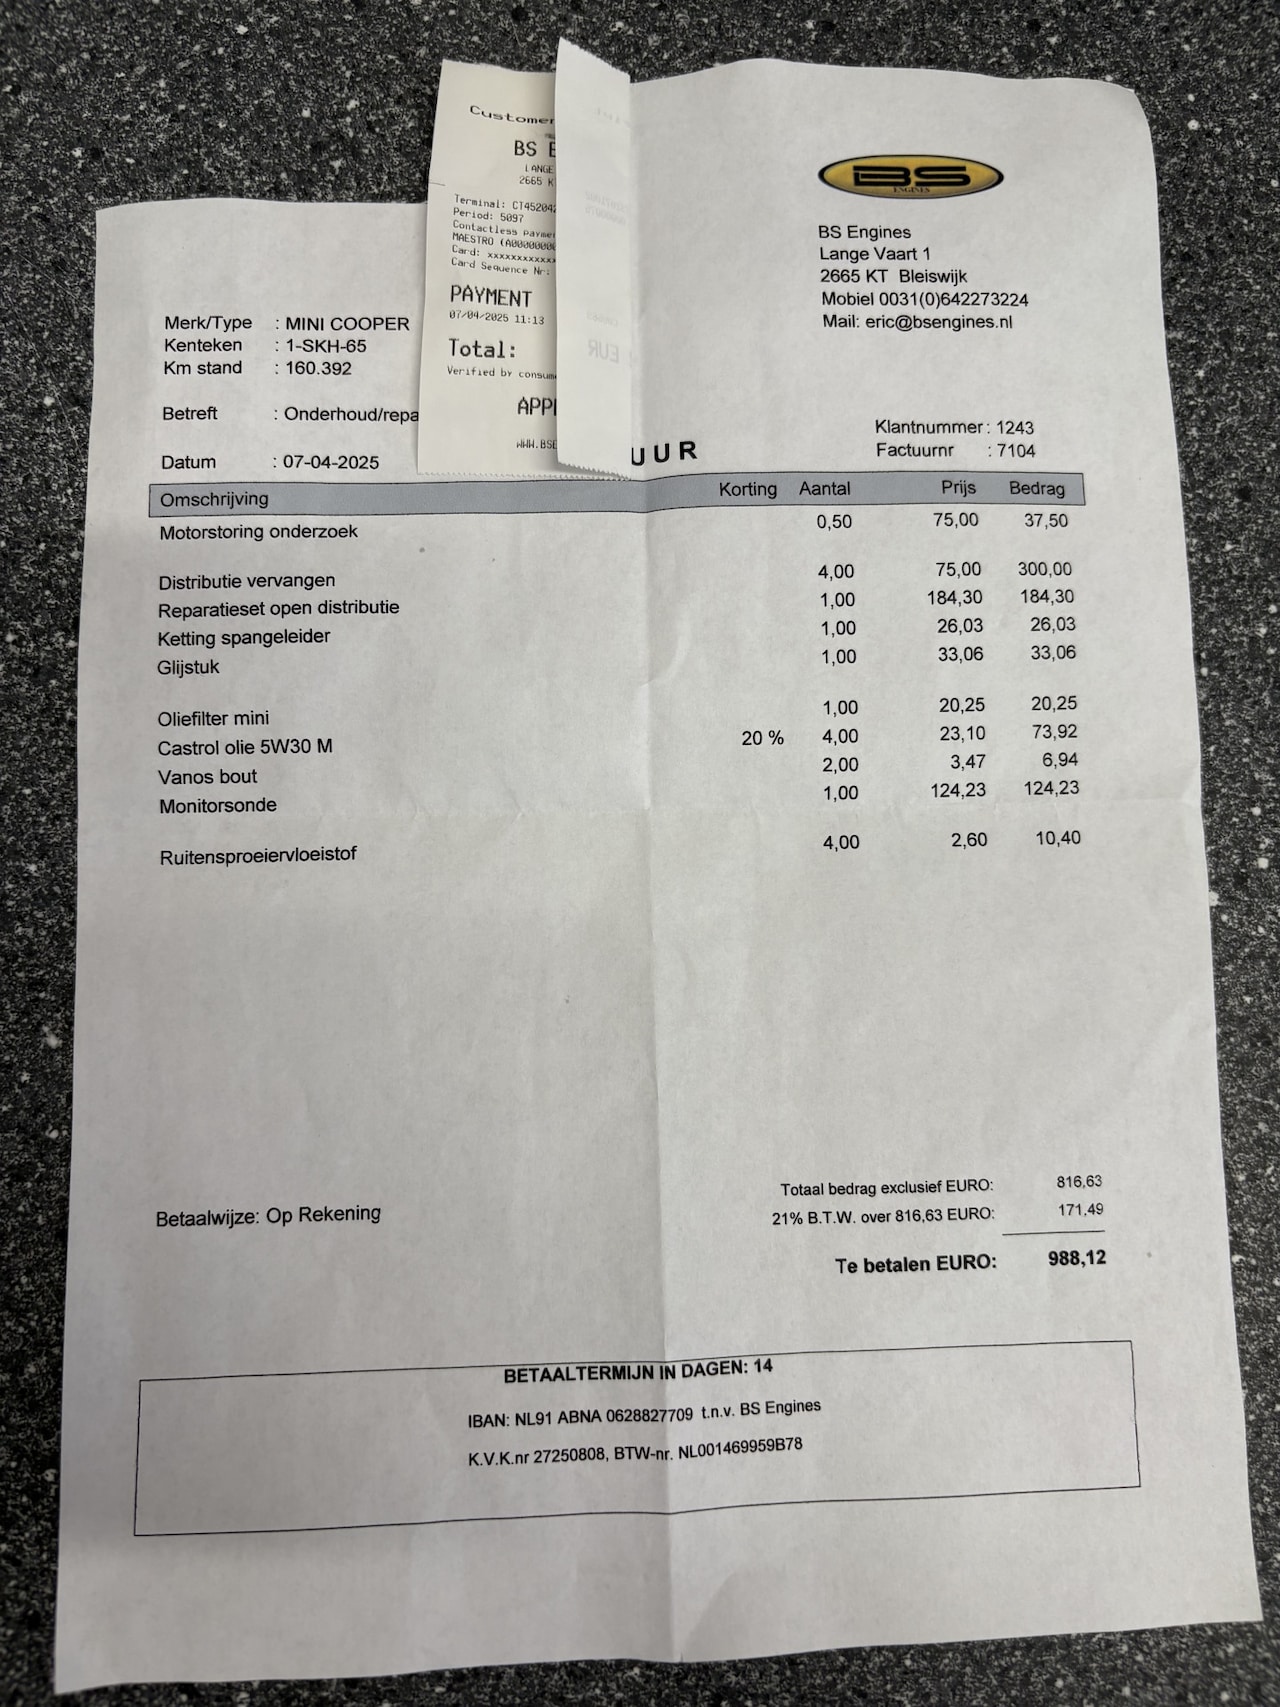 Customer
BS E
LANGE
2665 K
Terminal: CT452042
Period: 5097
Contactless Payme
MAESTRO (A00000000
Card: xxxxxxxxxxx
Card Sequence Nr:
PAYMENT
07/04/2025 11:13
Total:
Verified by consum
APP
WWW.BSE
EUR
BS
ENGINES
BS Engines
Lange Vaart 1
2665 KT Bleiswijk
Mobiel 0031(0)642273224
Mail: eric@bsengines.nl
Merk/Type : MINI COOPER
Kenteken : 1-SKH-65
Km stand : 160.392
Betreft : Onderhoud/repa
Datum : 07-04-2025
UUR
Klantnummer : 1243
Factuurnr : 7104
Omschrijving Korting Aantal Prijs Bedrag
Motorstoring onderzoek 0,50 75,00 37,50
Distributie vervangen 4,00 75,00 300,00
Reparatieset open distributie 1,00 184,30 184,30
Ketting spangeleider 1,00 26,03 26,03
Glijstuk 1,00 33,06 33,06
Oliefilter mini 1,00 20,25 20,25
Castrol olie 5W30 M 20 % 4,00 23,10 73,92
Vanos bout 2,00 3,47 6,94
Monitorsonde 1,00 124,23 124,23
Ruitensproeiervloeistof 4,00 2,60 10,40
Totaal bedrag exclusief EURO: 816,63
Betaalwijze: Op Rekening
21% B.T.W. over 816,63 EURO: 171,49
Te betalen EURO: 988,12
BETAALTERMIJN IN DAGEN: 14
IBAN: NL91 ABNA 0628827709 t.n.v. BS Engines
K.V.K.nr 27250808, BTW-nr. NL001469959B78